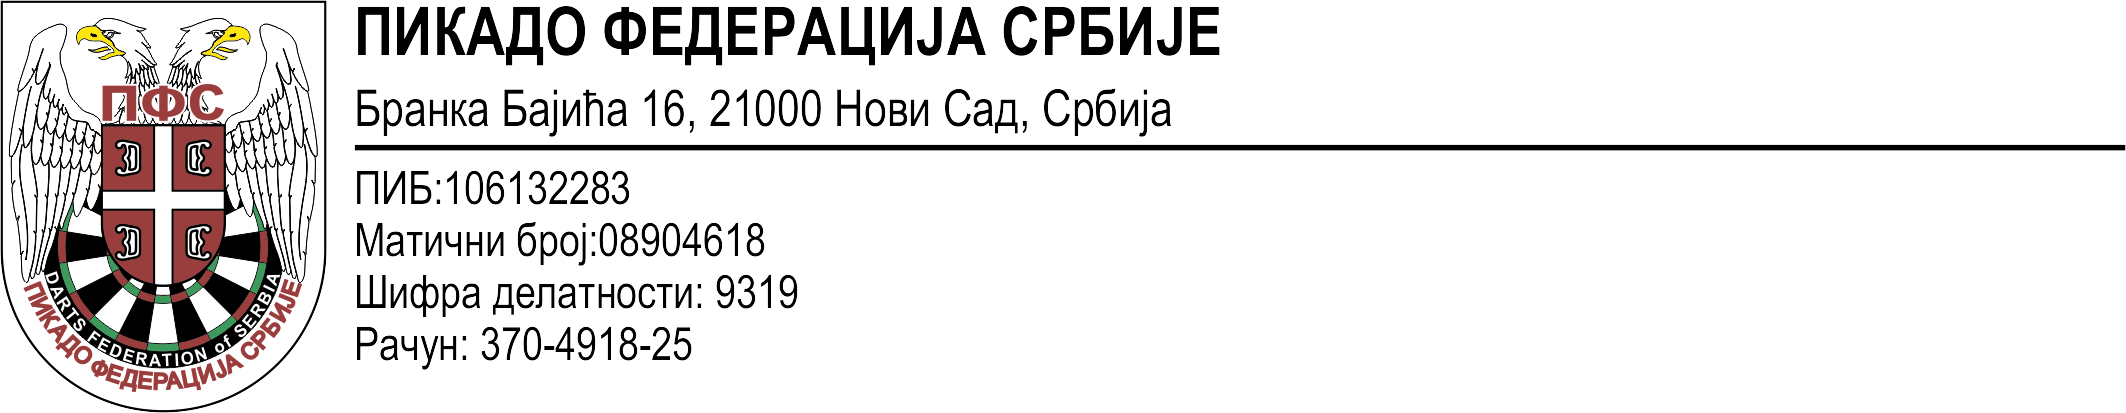 ПИКАДО ФЕДЕРАЦИЈА СРБИЈЕ
Бранка Бајића 16, 21000 Нови Сад, Србија
ПИБ:106132283
Матични број:08904618
Шифра делатности: 9319
Рачун: 370-4918-25
ПФС
DARTS FEDERATION of SERBIA
ПИКАДО ФЕДЕРАЦИЈА СРБИЈЕ